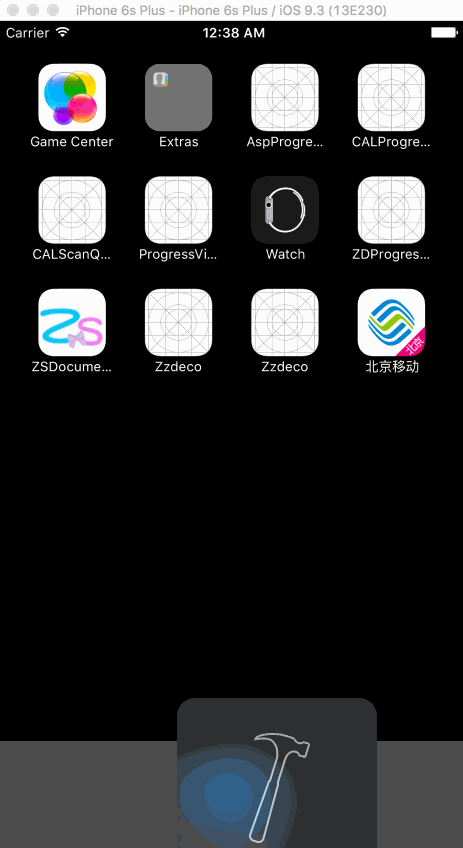 iPhone 6s Plus - iPhone 6s Plus / iOS 9.3 (13E230)
Carrier 12:38 AM
Game Center Extras AspProgre... CALProgre...
CALScanQ... ProgressVi... Watch ZDProgres...
ZS
北京
ZSDocume... Zzdeco Zzdeco 北京移动